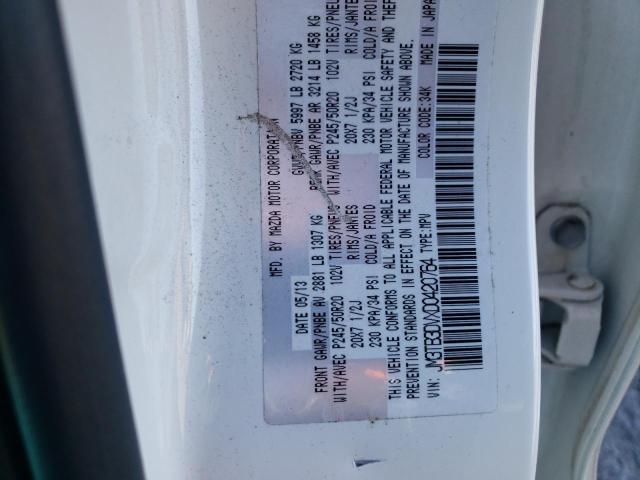 MFD. BY MAZDA MOTOR CORPORATION
DATE 05/13 GVWR/PNBV 5997 LB 2720 KG
FRONT GAWR/PNBE AV 2881 LB 1307 KG GAWR/PNBE AR 3214 LB 1458 KG
WITH/AVEC P245/50R20 102V TIRES/PNEUS WITH/AVEC P245/50R20 102V TIRES/PNEUS
20X7 1/2J RIMS/JANTES 20X7 1/2J RIMS/JANTES
230 KPA/34 PSI COLD/A FROID 230 KPA/34 PSI COLD/A FROID
THIS VEHICLE CONFORMS TO ALL APPLICABLE FEDERAL MOTOR VEHICLE SAFETY AND THEFT
PREVENTION STANDARDS IN EFFECT ON THE DATE OF MANUFACTURE SHOWN ABOVE.
VIN: TYPE: MPV COLOR CODE: 34K MADE IN JAPAN